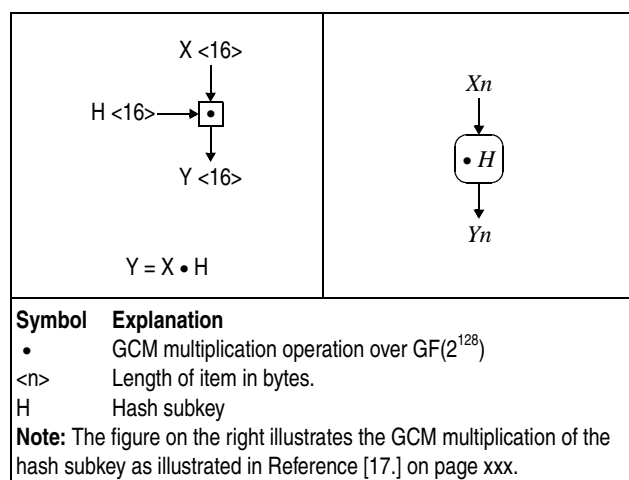 X <16>
H <16>
•
Y <16>
Y = X • H
Xn
• H
Yn
Symbol Explanation
• GCM multiplication operation over GF(2^128)
<n> Length of item in bytes.
H Hash subkey
Note: The figure on the right illustrates the GCM multiplication of the
hash subkey as illustrated in Reference [17.] on page xxx.